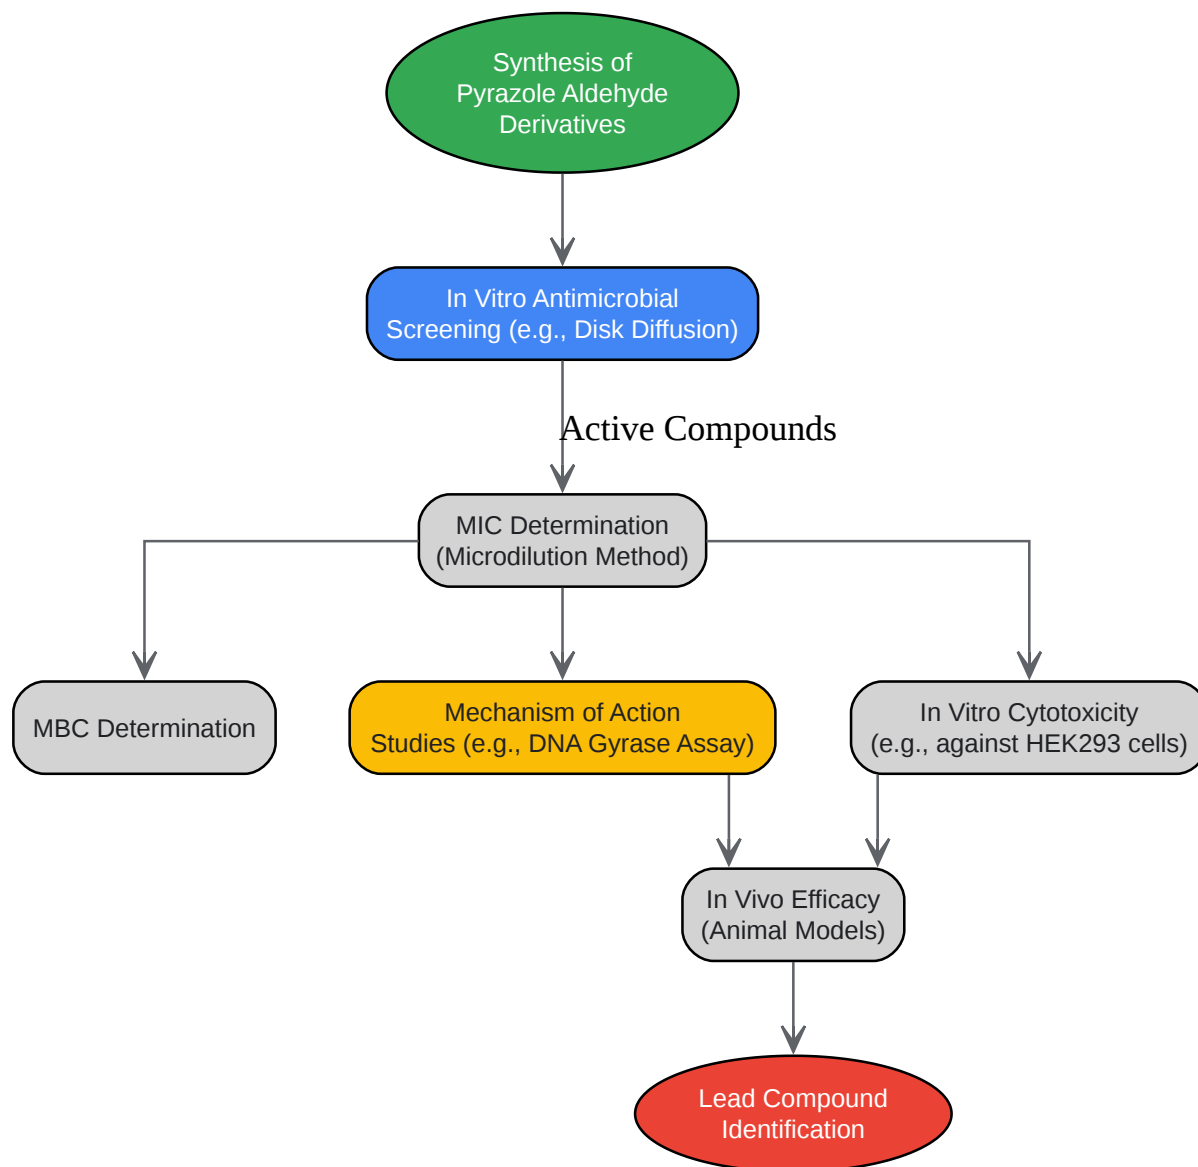 Synthesis of
Pyrazole Aldehyde
Derivatives
In Vitro Antimicrobial
Screening (e.g., Disk Diffusion)
Active Compounds
MIC Determination
(Microdilution Method)
MBC Determination
Mechanism of Action
Studies (e.g., DNA Gyrase Assay)
In Vitro Cytotoxicity
(e.g., against HEK293 cells)
In Vivo Efficacy
(Animal Models)
Lead Compound
Identification